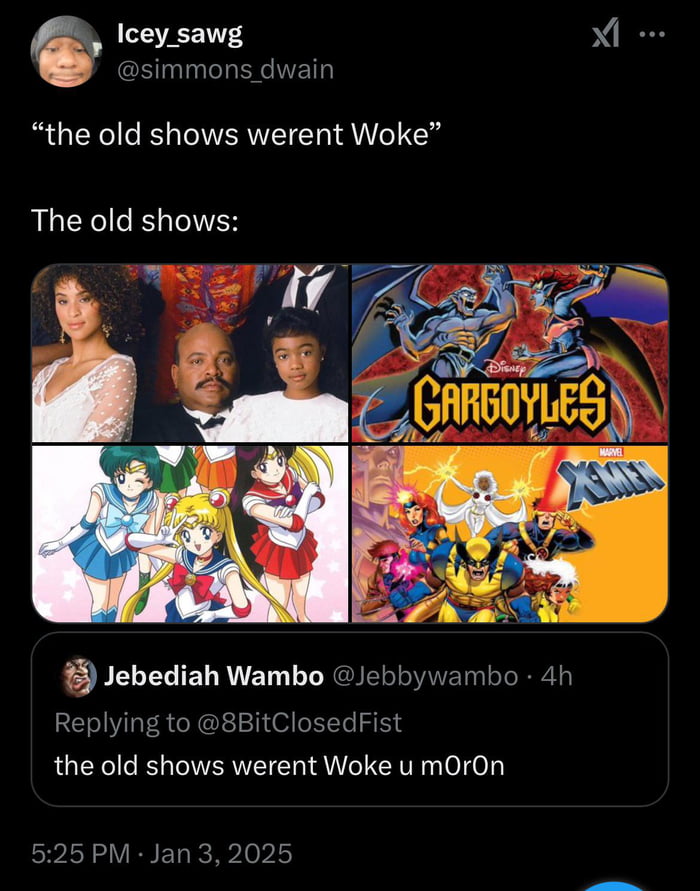 Icey_sawg
@simmons_dwain
“the old shows werent Woke”
The old shows:
Disney
GARGOYLES
MARVEL
X-MEN
Jebediah Wambo @Jebbywambo · 4h
Replying to @8BitClosedFist
the old shows werent Woke u m0r0n
5:25 PM · Jan 3, 2025